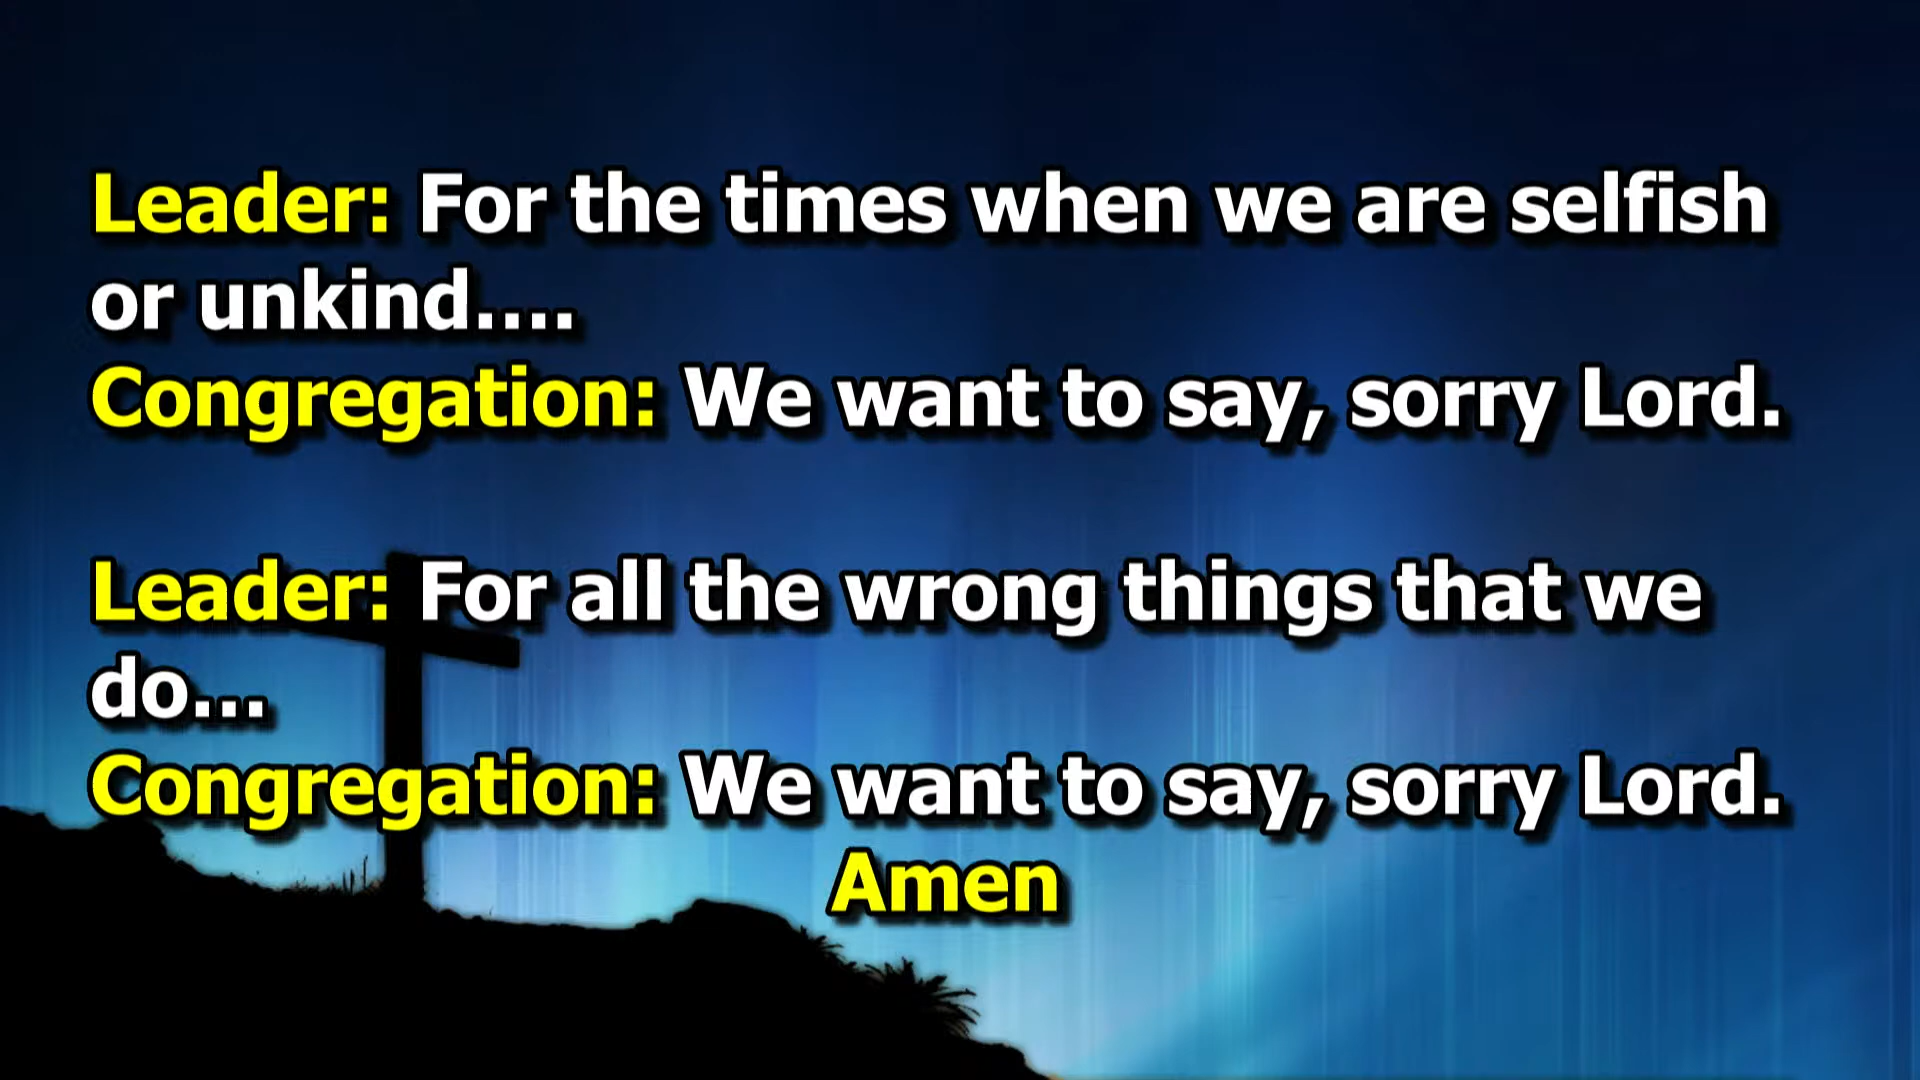 Leader: For the times when we are selfish
or unkind....
Congregation: We want to say, sorry Lord.
Leader: For all the wrong things that we
do...
Congregation: We want to say, sorry Lord.
Amen